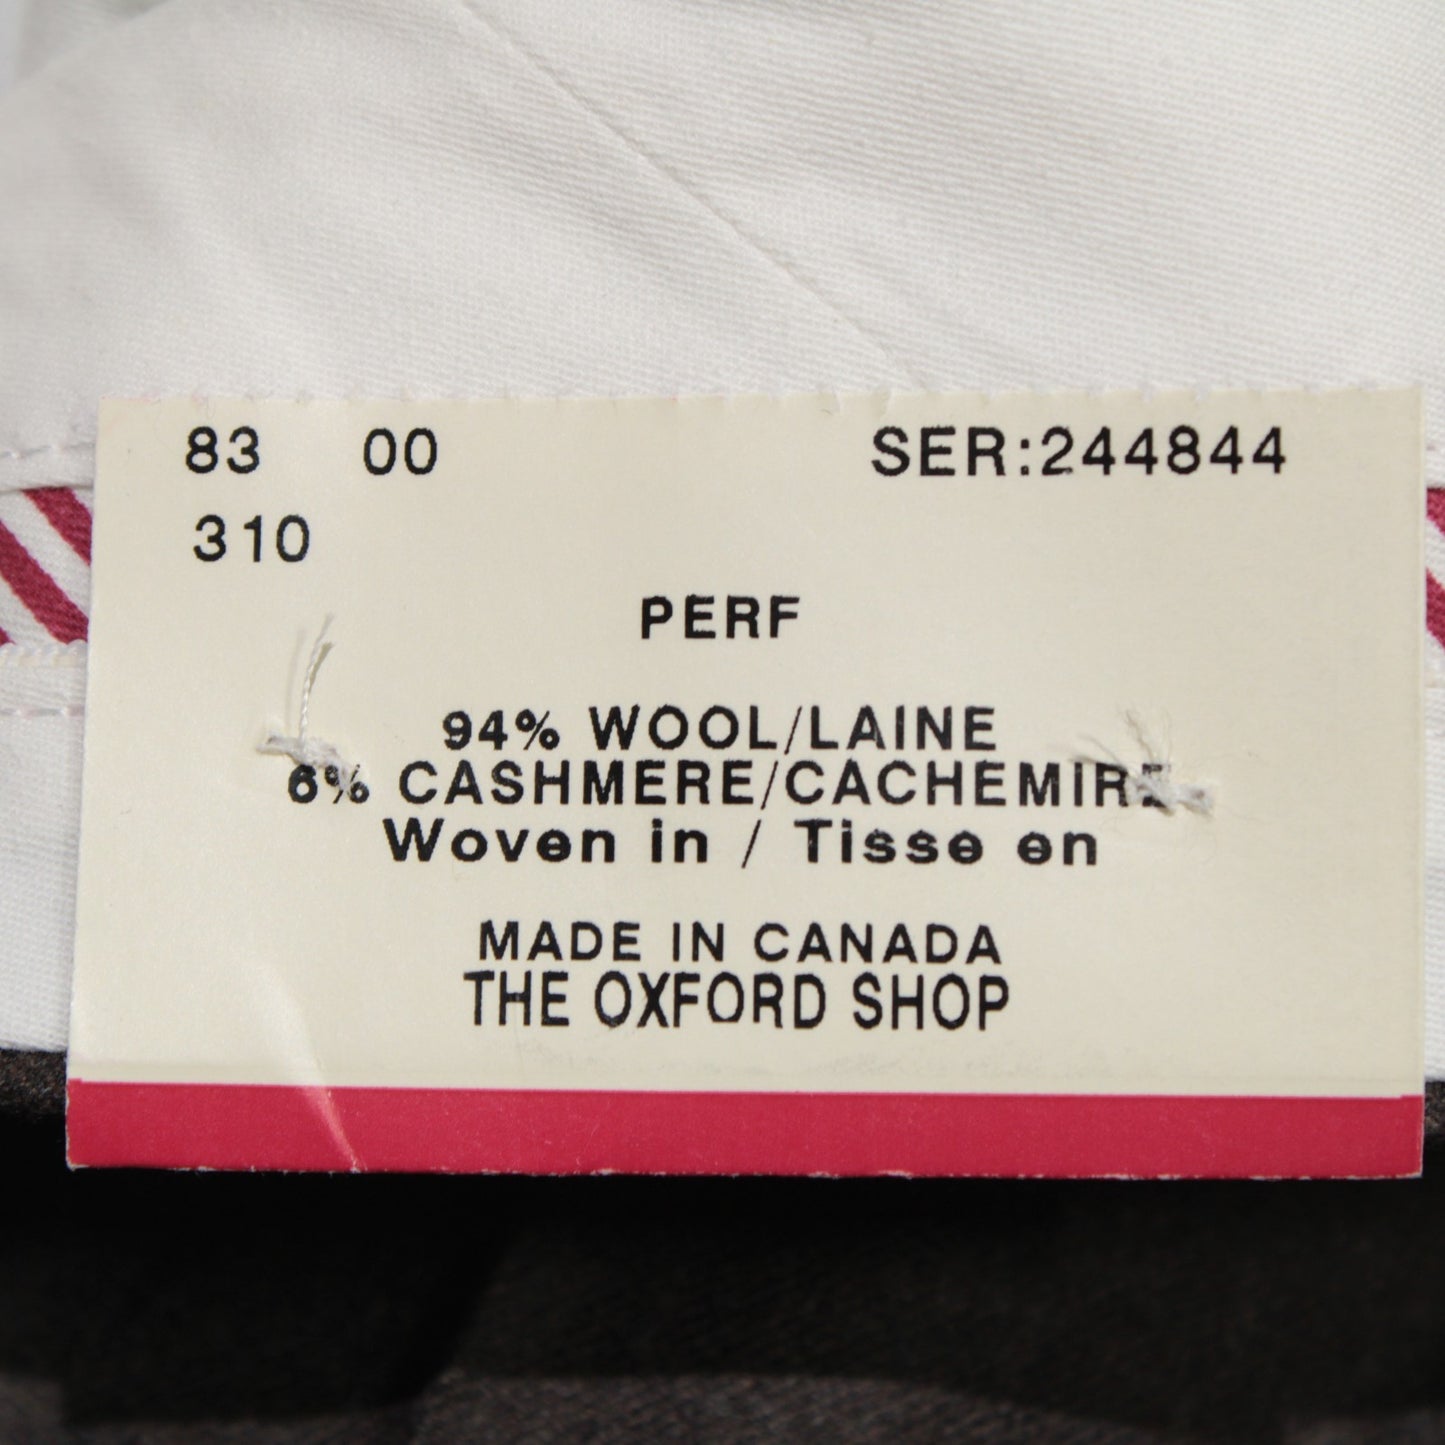 83 00 SER:244844
310
PERF
94% WOOL/LAINE
6% CASHMERE/CACHEMIRE
Woven in / Tisse en
MADE IN CANADA
THE OXFORD SHOP